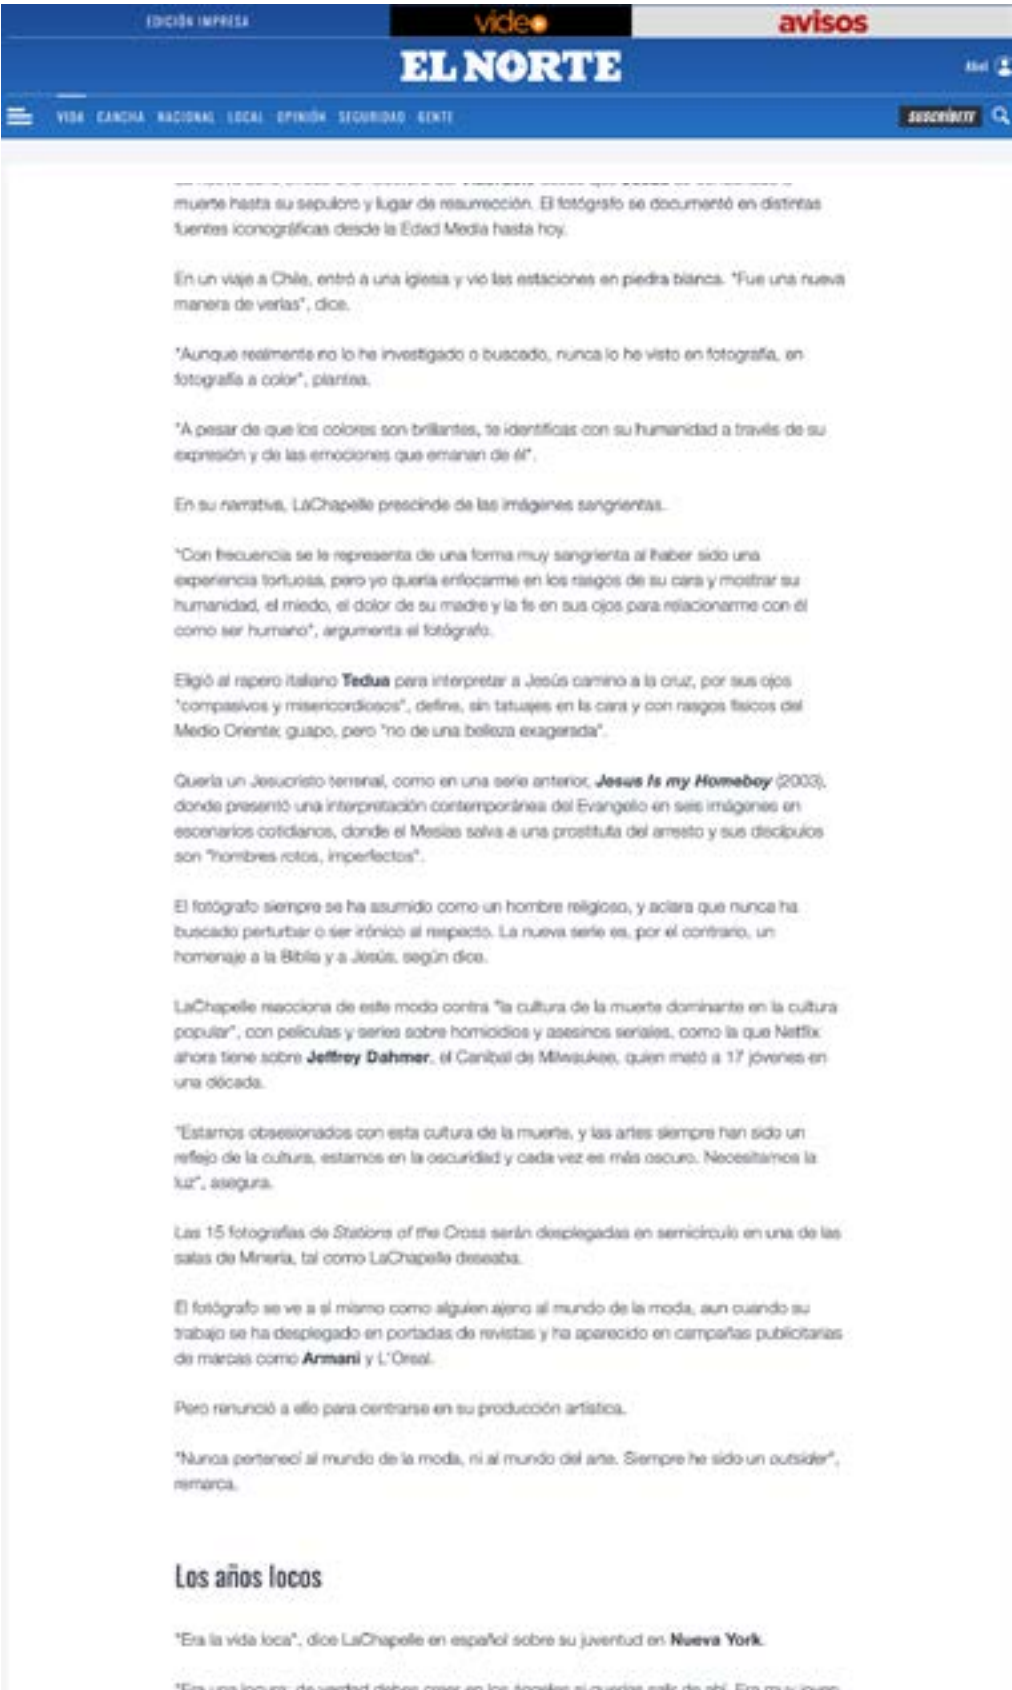 EDICIÓN IMPRESA
video
avisos
EL NORTE
Abel
VIDA CANCHA NACIONAL LOCAL OPINIÓN SEGURIDAD GENTE
SUSCRÍBETE
muerte hasta su sepulcro y lugar de resurrección. El fotógrafo se documentó en distintas
fuentes iconográficas desde la Edad Media hasta hoy.
En un viaje a Chile, entró a una iglesia y vio las estaciones en piedra blanca. "Fue una nueva
manera de verlas", dice.
"Aunque realmente no lo he investigado o buscado, nunca lo he visto en fotografía, en
fotografía a color", plantea.
"A pesar de que los colores son brillantes, te identificas con su humanidad a través de su
expresión y de las emociones que emanan de él".
En su narrativa, LaChapelle prescinde de las imágenes sangrientas.
"Con frecuencia se le representa de una forma muy sangrienta al haber sido una
experiencia tortuosa, pero yo quería enfocarme en los rasgos de su cara y mostrar su
humanidad, el miedo, el dolor de su madre y la fe en sus ojos para relacionarme con él
como ser humano", argumenta el fotógrafo.
Eligió al rapero italiano Tedua para interpretar a Jesús camino a la cruz, por sus ojos
"compasivos y misericordiosos", define, sin tatuajes en la cara y con rasgos físicos del
Medio Oriente; guapo, pero "no de una belleza exagerada".
Quería un Jesucristo terrenal, como en una serie anterior, Jesus Is my Homeboy (2003),
donde presentó una interpretación contemporánea del Evangelio en seis imágenes en
escenarios cotidianos, donde el Mesías salva a una prostituta del arresto y sus discípulos
son "hombres rotos, imperfectos".
El fotógrafo siempre se ha asumido como un hombre religioso, y aclara que nunca ha
buscado perturbar o ser irónico al respecto. La nueva serie es, por el contrario, un
homenaje a la Biblia y a Jesús, según dice.
LaChapelle reacciona de este modo contra "la cultura de la muerte dominante en la cultura
popular", con películas y series sobre homicidios y asesinos seriales, como la que Netflix
ahora tiene sobre Jeffrey Dahmer, el Caníbal de Milwaukee, quien mató a 17 jóvenes en
una década.
"Estamos obsesionados con esta cultura de la muerte, y las artes siempre han sido un
reflejo de la cultura, estamos en la oscuridad y cada vez es más oscuro. Necesitamos la
luz", asegura.
Las 15 fotografías de Stations of the Cross serán desplegadas en semicírculo en una de las
salas de Minería, tal como LaChapelle deseaba.
El fotógrafo se ve a sí mismo como alguien ajeno al mundo de la moda, aun cuando su
trabajo se ha desplegado en portadas de revistas y ha aparecido en campañas publicitarias
de marcas como Armani y L'Oreal.
Pero renunció a ello para centrarse en su producción artística.
"Nunca pertenecí al mundo de la moda, ni al mundo del arte. Siempre he sido un outsider",
remarca.
Los años locos
"Era la vida loca", dice LaChapelle en español sobre su juventud en Nueva York.
"Era una locura; de verdad debes creer en los ángeles si querías salir de ahí. Era muy joven